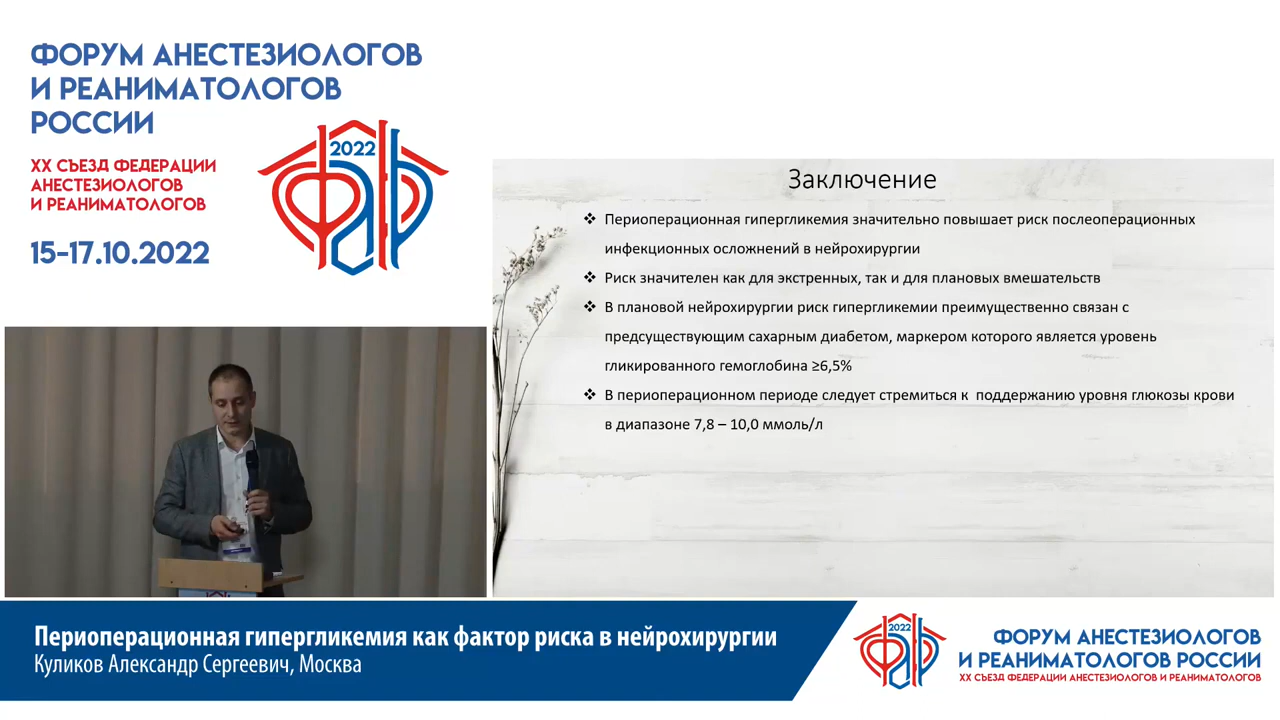 ФОРУМ АНЕСТЕЗИОЛОГОВ
И РЕАНИМАТОЛОГОВ
РОССИИ
XX СЪЕЗД ФЕДЕРАЦИИ
АНЕСТЕЗИОЛОГОВ
И РЕАНИМАТОЛОГОВ
15-17.10.2022
2022
ФАР
Заключение
❖ Периоперационная гипергликемия значительно повышает риск послеоперационных
инфекционных осложнений в нейрохирургии
❖ Риск значителен как для экстренных, так и для плановых вмешательств
❖ В плановой нейрохирургии риск гипергликемии преимущественно связан с
предсуществующим сахарным диабетом, маркером которого является уровень
гликированного гемоглобина ≥6,5%
❖ В периоперационном периоде следует стремиться к поддержанию уровня глюкозы крови
в диапазоне 7,8 – 10,0 ммоль/л
Периоперационная гипергликемия как фактор риска в нейрохирургии
Куликов Александр Сергеевич, Москва
2022
ФАР
ФОРУМ АНЕСТЕЗИОЛОГОВ
И РЕАНИМАТОЛОГОВ РОССИИ
XX СЪЕЗД ФЕДЕРАЦИИ АНЕСТЕЗИОЛОГОВ И РЕАНИМАТОЛОГОВ